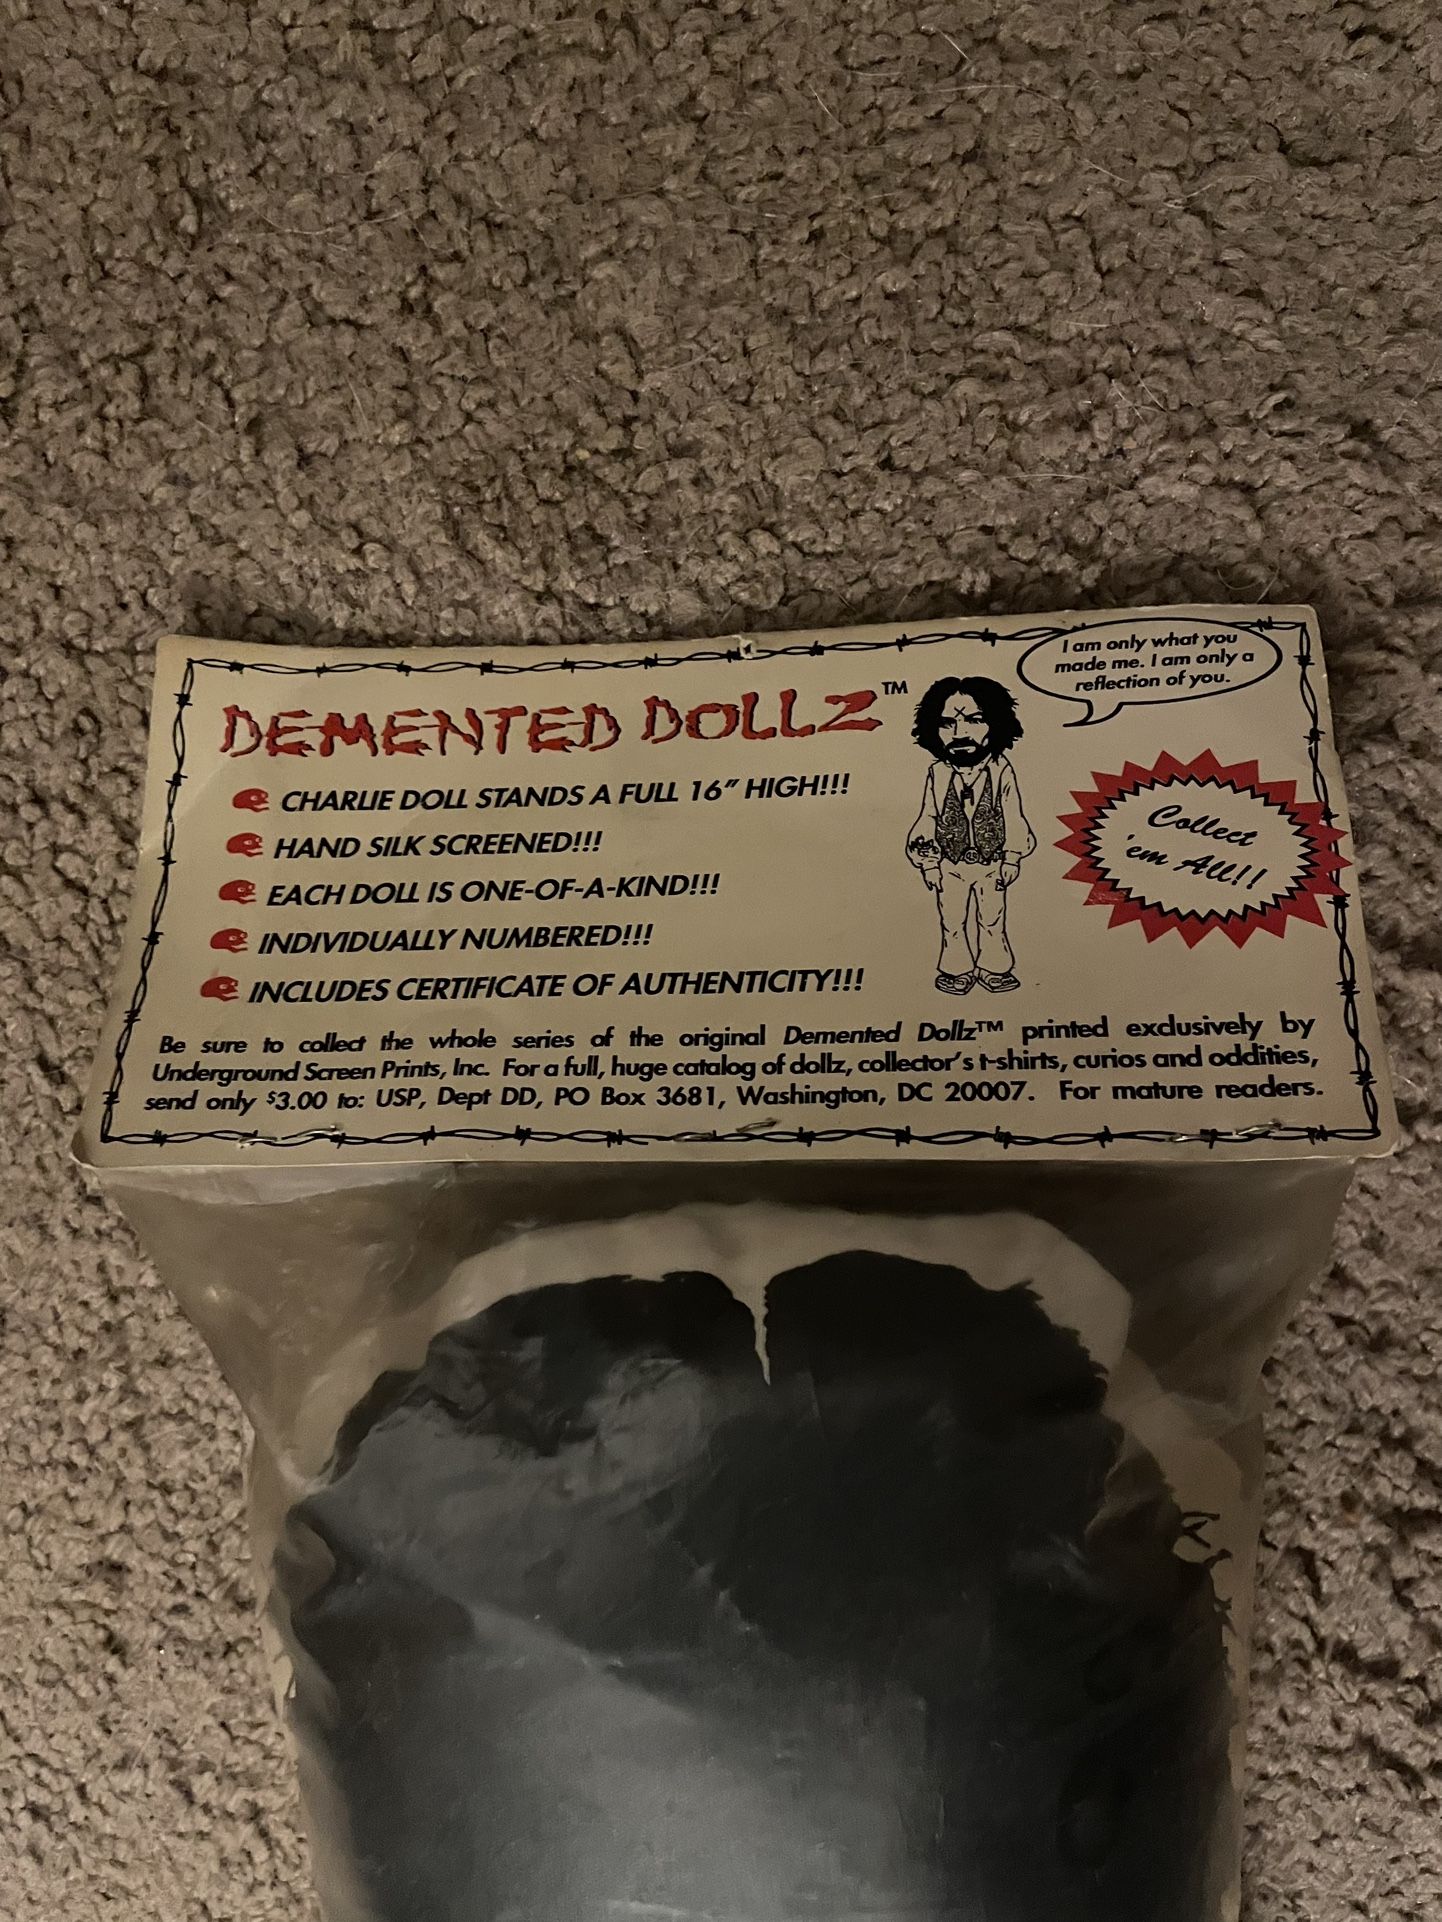 I am only what you
made me. I am only a
reflection of you.
DEMENTED DOLLZ™
CHARLIE DOLL STANDS A FULL 16" HIGH!!!
HAND SILK SCREENED!!!
EACH DOLL IS ONE-OF-A-KIND!!!
INDIVIDUALLY NUMBERED!!!
INCLUDES CERTIFICATE OF AUTHENTICITY!!!
Collect
'em All!!
Be sure to collect the whole series of the original Demented Dollz™ printed exclusively by
Underground Screen Prints, Inc. For a full, huge catalog of dollz, collector's t-shirts, curios and oddities,
send only $3.00 to: USP, Dept DD, PO Box 3681, Washington, DC 20007. For mature readers.